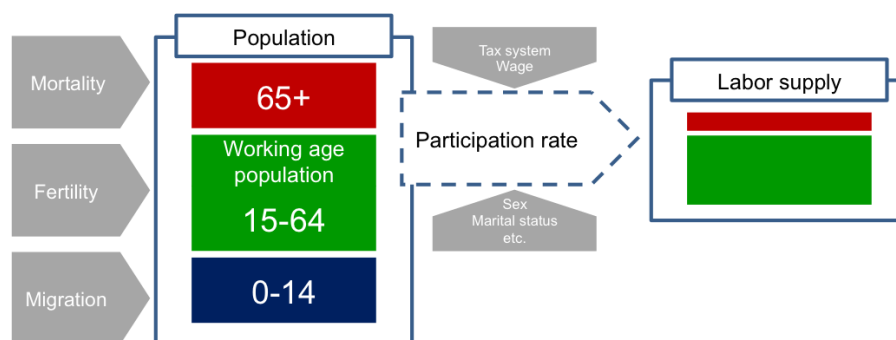 Population
Mortality
Fertility
Migration
65+
Working age
population
15-64
0-14
Tax system
Wage
Participation rate
Sex
Marital status
etc.
Labor supply